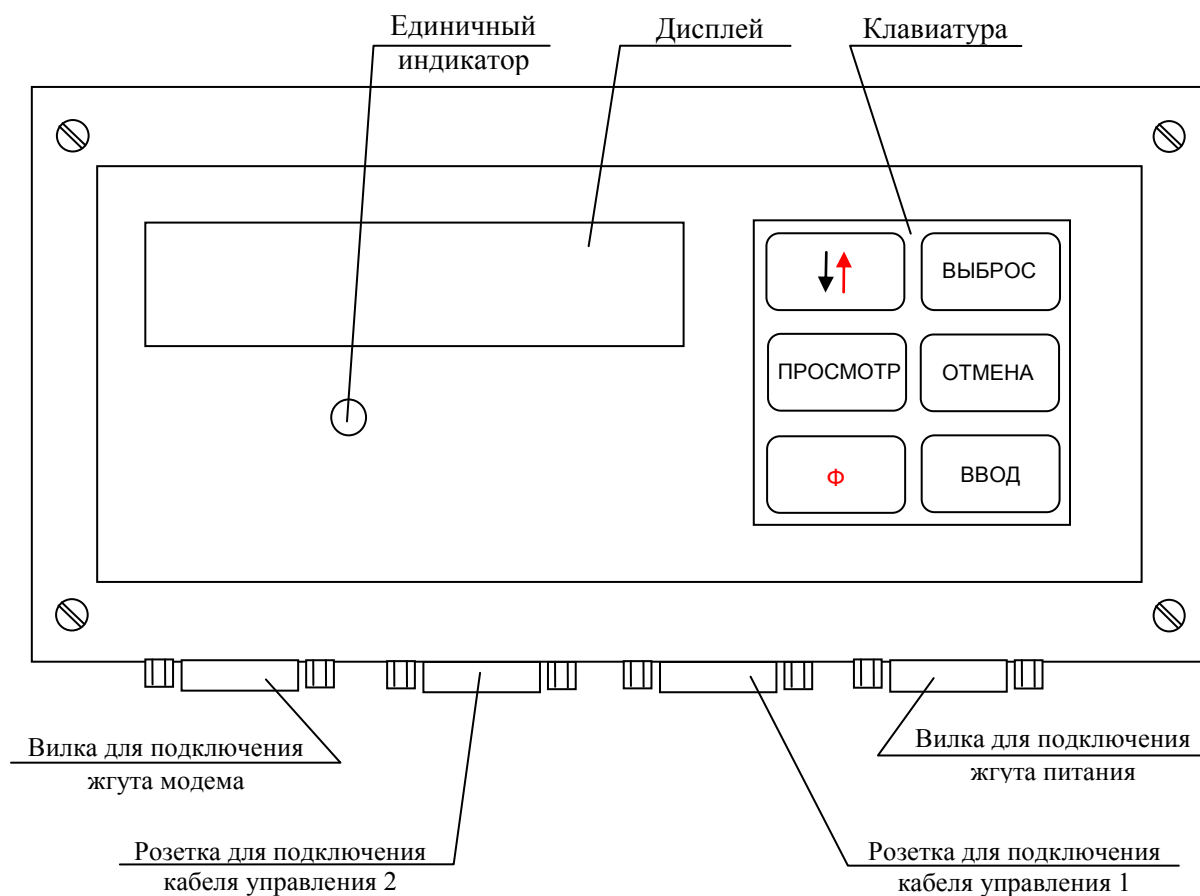 Единичный
индикатор
Дисплей
Клавиатура
ВЫБРОС
ПРОСМОТР
ОТМЕНА
Ф
ВВОД
Вилка для подключения
жгута модема
Вилка для подключения
жгута питания
Розетка для подключения
кабеля управления 2
Розетка для подключения
кабеля управления 1